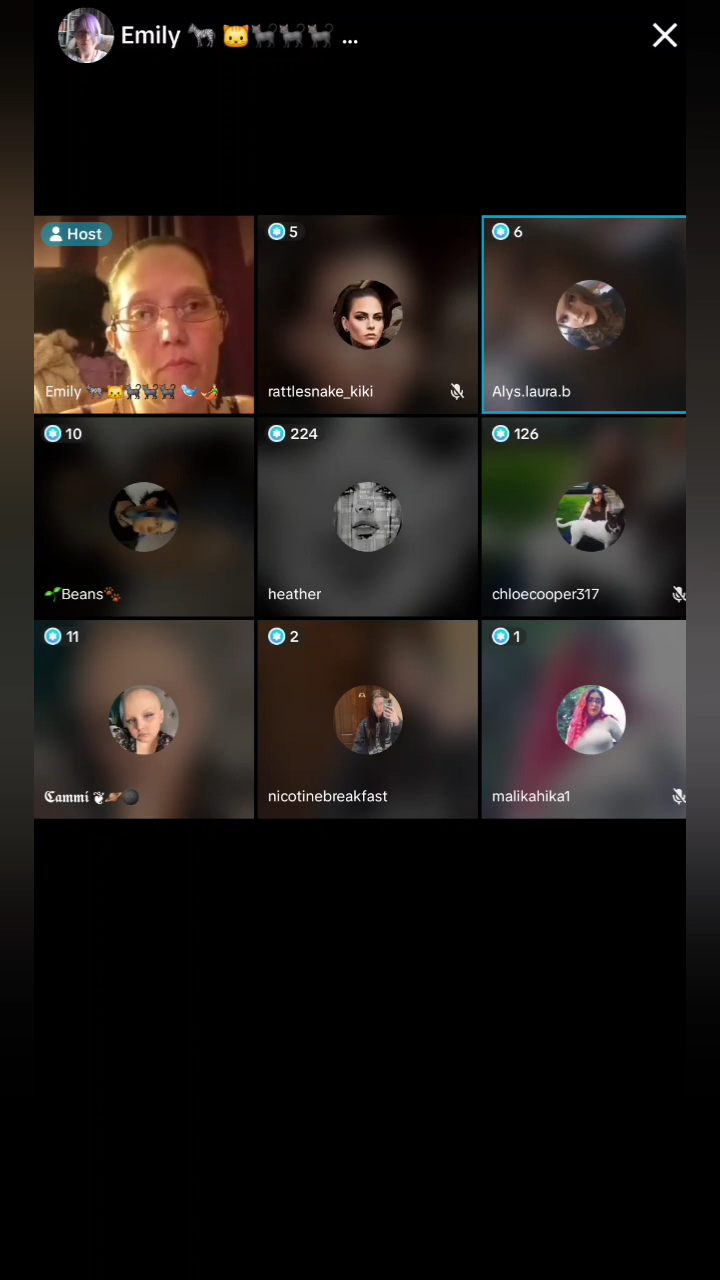 Emily 🦓 🐱🐈‍⬛🐈‍⬛🐈‍⬛ ...
Host
5
6
Emily 🦓🐱🐈‍⬛🐈‍⬛🐈‍⬛
rattlesnake_kiki
Alys.laura.b
10
224
126
🌱Beans🐾
heather
chloecooper317
11
2
1
𝕮𝖆𝖒𝖒𝖎 ❦🪐🌑
nicotinebreakfast
malikahika1